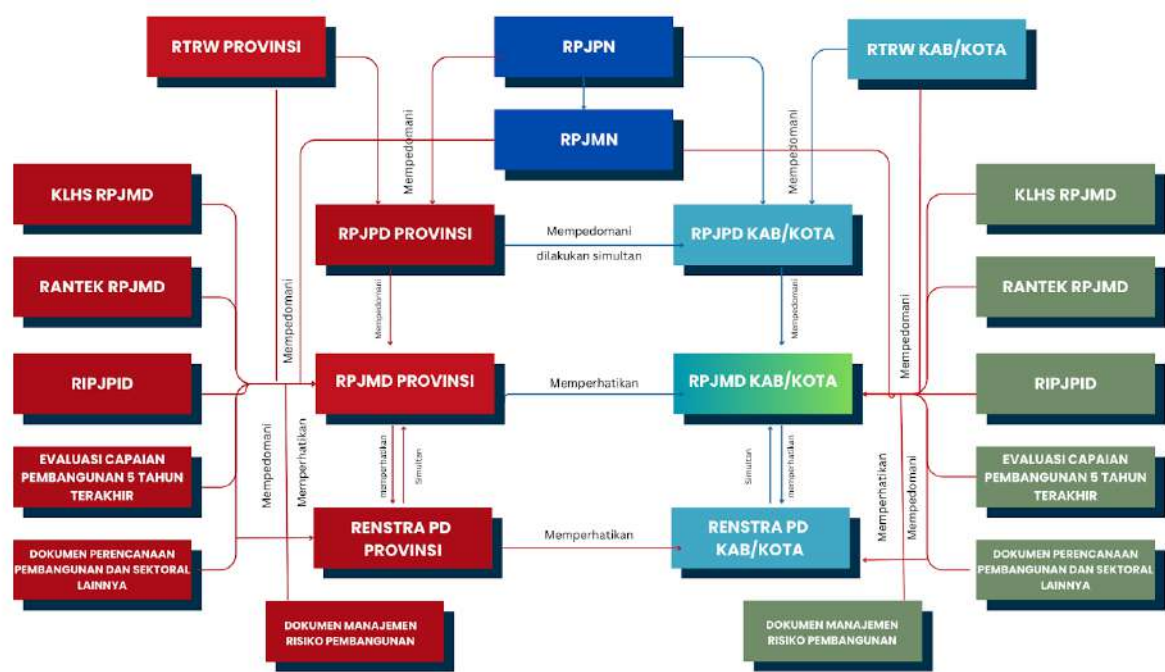 RTRW PROVINSI
RPJPN
RTRW KAB/KOTA
RPJMN
Mempedomani
Mempedomani
KLHS RPJMD
KLHS RPJMD
RPJPD PROVINSI
Mempedomani
dilakukan simultan
RPJPD KAB/KOTA
RANTEK RPJMD
RANTEK RPJMD
Mempedomani
Mempedomani
Mempedomani
Mempedomani
RIPJPID
RPJMD PROVINSI
Memperhatikan
RPJMD KAB/KOTA
RIPJPID
Mempedomani
Memperhatikan
memperhatikan
Simultan
Simultan
memperhatikan
Memperhatikan
Mempedomani
EVALUASI CAPAIAN
PEMBANGUNAN 5 TAHUN
TERAKHIR
EVALUASI CAPAIAN
PEMBANGUNAN 5 TAHUN
TERAKHIR
RENSTRA PD
PROVINSI
Memperhatikan
RENSTRA PD
KAB/KOTA
DOKUMEN PERENCANAAN
PEMBANGUNAN DAN SEKTORAL
LAINNYA
DOKUMEN PERENCANAAN
PEMBANGUNAN DAN SEKTORAL
LAINNYA
DOKUMEN MANAJEMEN
RISIKO PEMBANGUNAN
DOKUMEN MANAJEMEN
RISIKO PEMBANGUNAN